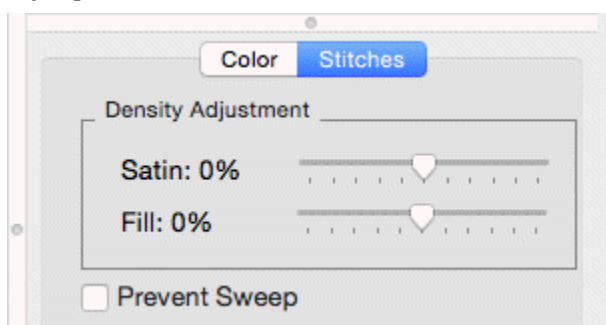 Color Stitches
Density Adjustment
Satin: 0%
Fill: 0%
Prevent Sweep